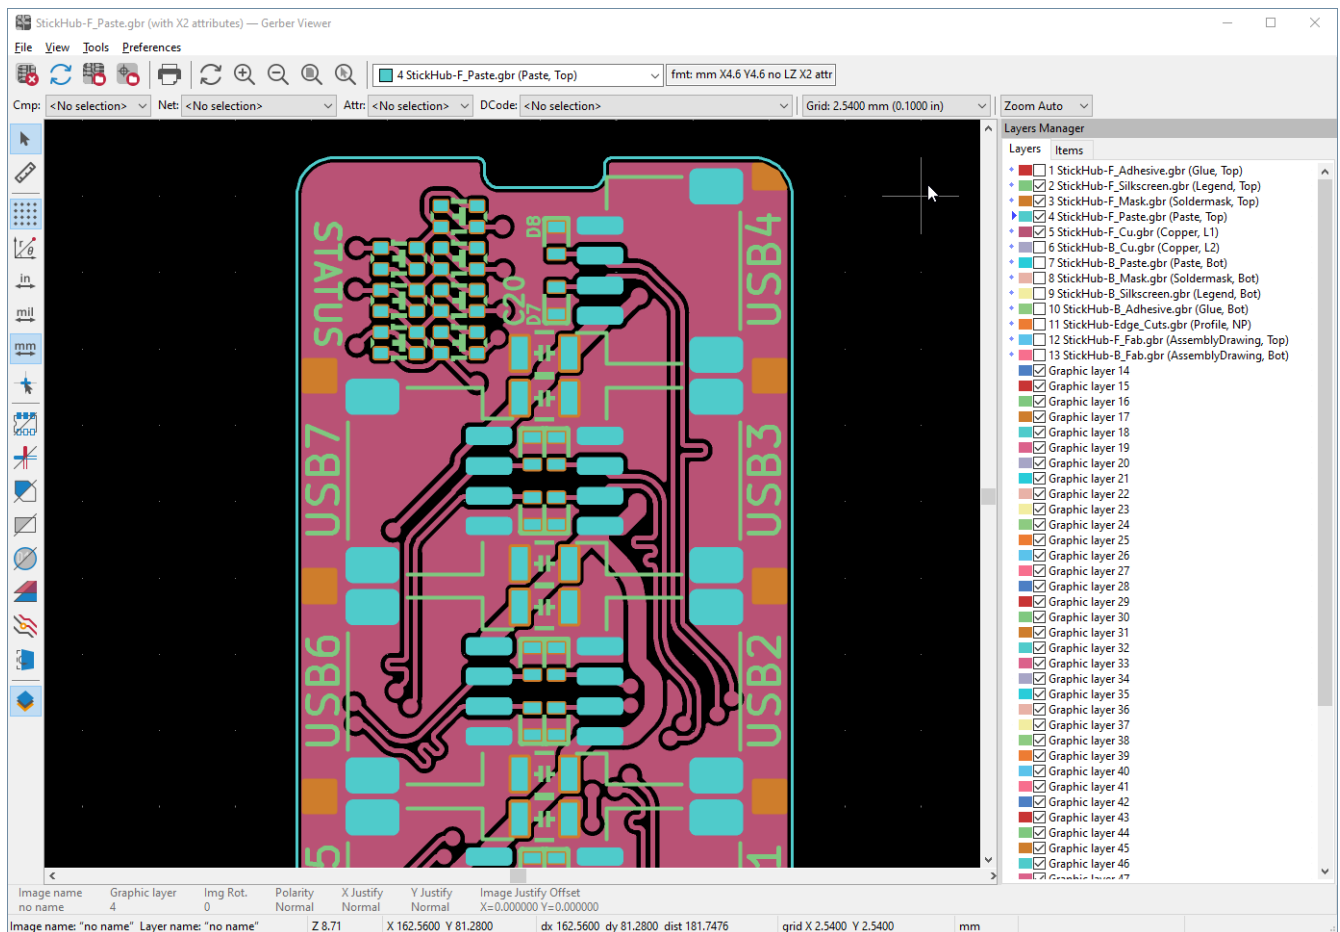 StickHub-F_Paste.gbr (with X2 attributes) — Gerber Viewer
File View Tools Preferences
4 StickHub-F_Paste.gbr (Paste, Top) fmt: mm X4.6 Y4.6 no LZ X2 attr
Cmp: <No selection> Net: <No selection> Attr: <No selection> DCode: <No selection> Grid: 2.5400 mm (0.1000 in) Zoom Auto
in
mil
mm
STATUS
D8
C20
D7
USB4
USB7
USB3
USB6
USB2
5
1
Layers Manager
Layers Items
1 StickHub-F_Adhesive.gbr (Glue, Top)
2 StickHub-F_Silkscreen.gbr (Legend, Top)
3 StickHub-F_Mask.gbr (Soldermask, Top)
4 StickHub-F_Paste.gbr (Paste, Top)
5 StickHub-F_Cu.gbr (Copper, L1)
6 StickHub-B_Cu.gbr (Copper, L2)
7 StickHub-B_Paste.gbr (Paste, Bot)
8 StickHub-B_Mask.gbr (Soldermask, Bot)
9 StickHub-B_Silkscreen.gbr (Legend, Bot)
10 StickHub-B_Adhesive.gbr (Glue, Bot)
11 StickHub-Edge_Cuts.gbr (Profile, NP)
12 StickHub-F_Fab.gbr (AssemblyDrawing, Top)
13 StickHub-B_Fab.gbr (AssemblyDrawing, Bot)
Graphic layer 14
Graphic layer 15
Graphic layer 16
Graphic layer 17
Graphic layer 18
Graphic layer 19
Graphic layer 20
Graphic layer 21
Graphic layer 22
Graphic layer 23
Graphic layer 24
Graphic layer 25
Graphic layer 26
Graphic layer 27
Graphic layer 28
Graphic layer 29
Graphic layer 30
Graphic layer 31
Graphic layer 32
Graphic layer 33
Graphic layer 34
Graphic layer 35
Graphic layer 36
Graphic layer 37
Graphic layer 38
Graphic layer 39
Graphic layer 40
Graphic layer 41
Graphic layer 42
Graphic layer 43
Graphic layer 44
Graphic layer 45
Graphic layer 46
Graphic layer 47
Image name Graphic layer Img Rot. Polarity X Justify Y Justify Image Justify Offset
no name 4 0 Normal Normal Normal X=0.000000 Y=0.000000
Image name: "no name" Layer name: "no name" Z 8.71 X 162.5600 Y 81.2800 dx 162.5600 dy 81.2800 dist 181.7476 grid X 2.5400 Y 2.5400 mm